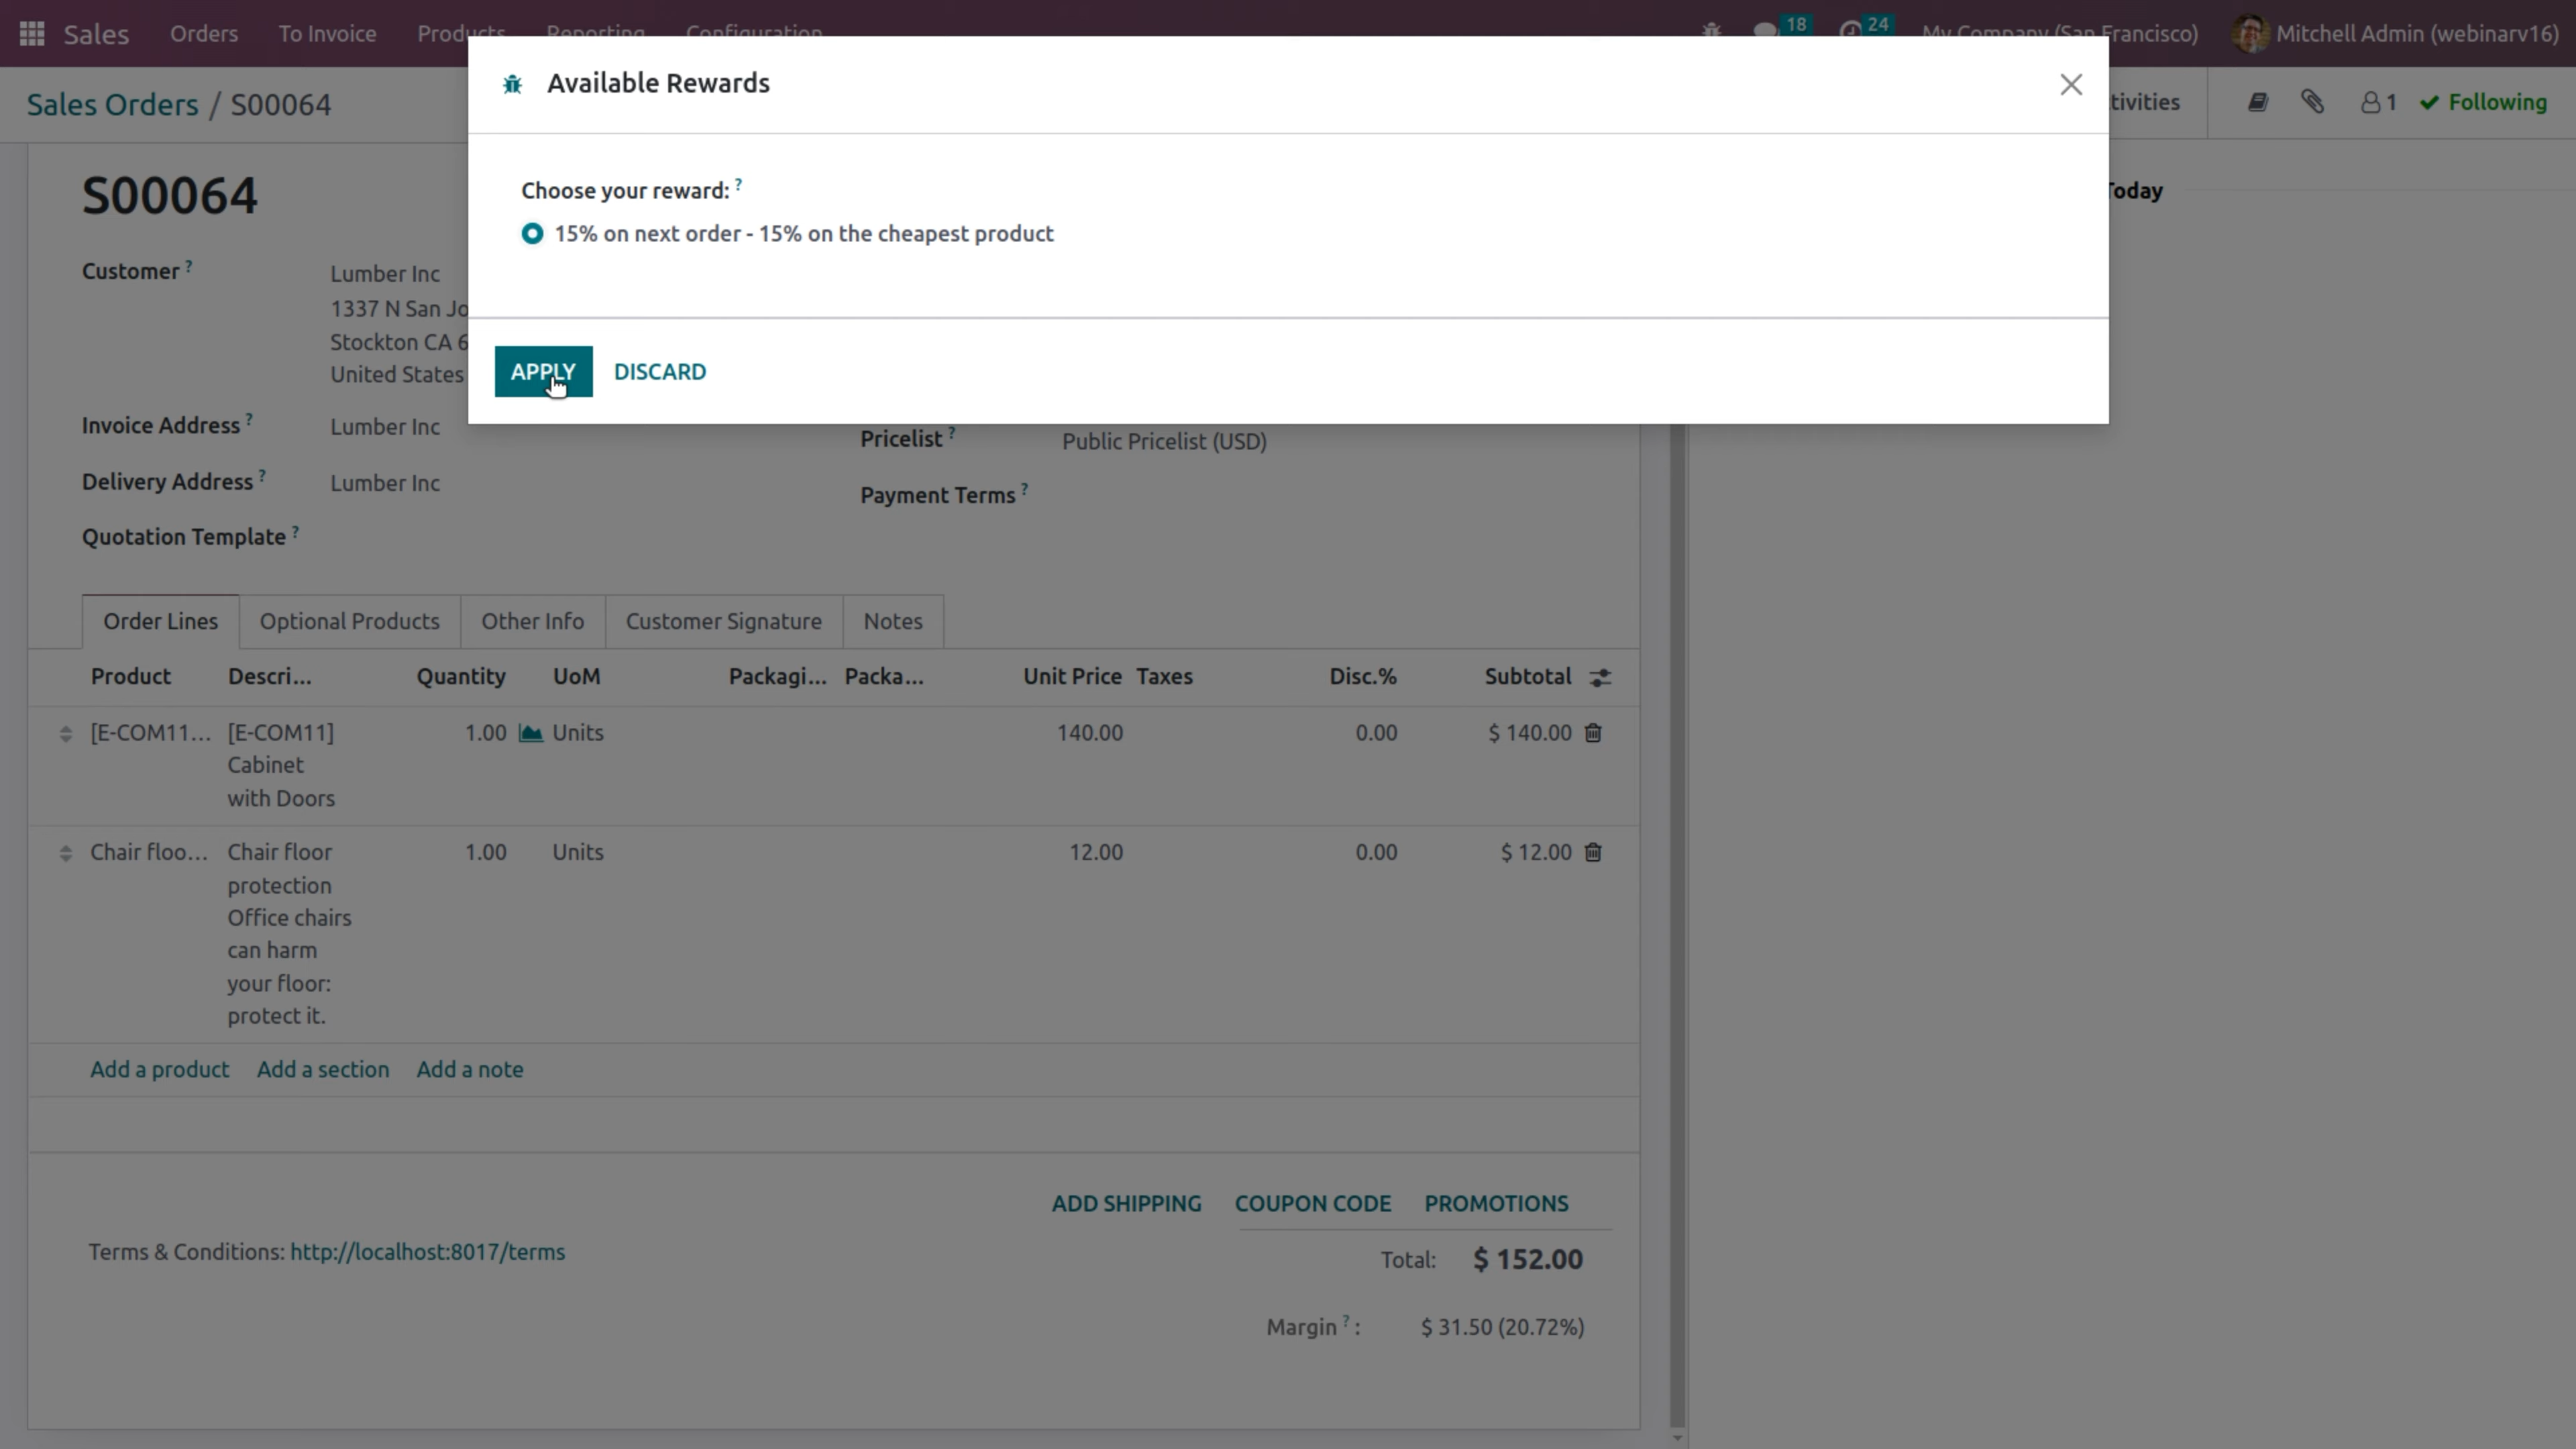 Sales Orders To Invoice Products Reporting Configuration 18 24 My Company (San Francisco) Mitchell Admin (webinarv16)
Sales Orders / S00064
tivities 1 Following
Available Rewards
Choose your reward: ?
15% on next order - 15% on the cheapest product
APPLY DISCARD
Today
S00064
Customer ? Lumber Inc
1337 N San Jo
Stockton CA 6
United States
Invoice Address ? Lumber Inc
Delivery Address ? Lumber Inc
Quotation Template ?
Pricelist ? Public Pricelist (USD)
Payment Terms ?
Order Lines Optional Products Other Info Customer Signature Notes
Product Descri... Quantity UoM Packagi... Packa... Unit Price Taxes Disc.% Subtotal
[E-COM11... [E-COM11] 1.00 Units 140.00 0.00 $ 140.00
Cabinet
with Doors
Chair floo... Chair floor 1.00 Units 12.00 0.00 $ 12.00
protection
Office chairs
can harm
your floor:
protect it.
Add a product Add a section Add a note
ADD SHIPPING COUPON CODE PROMOTIONS
Terms & Conditions: http://localhost:8017/terms
Total: $ 152.00
Margin ? : $ 31.50 (20.72%)